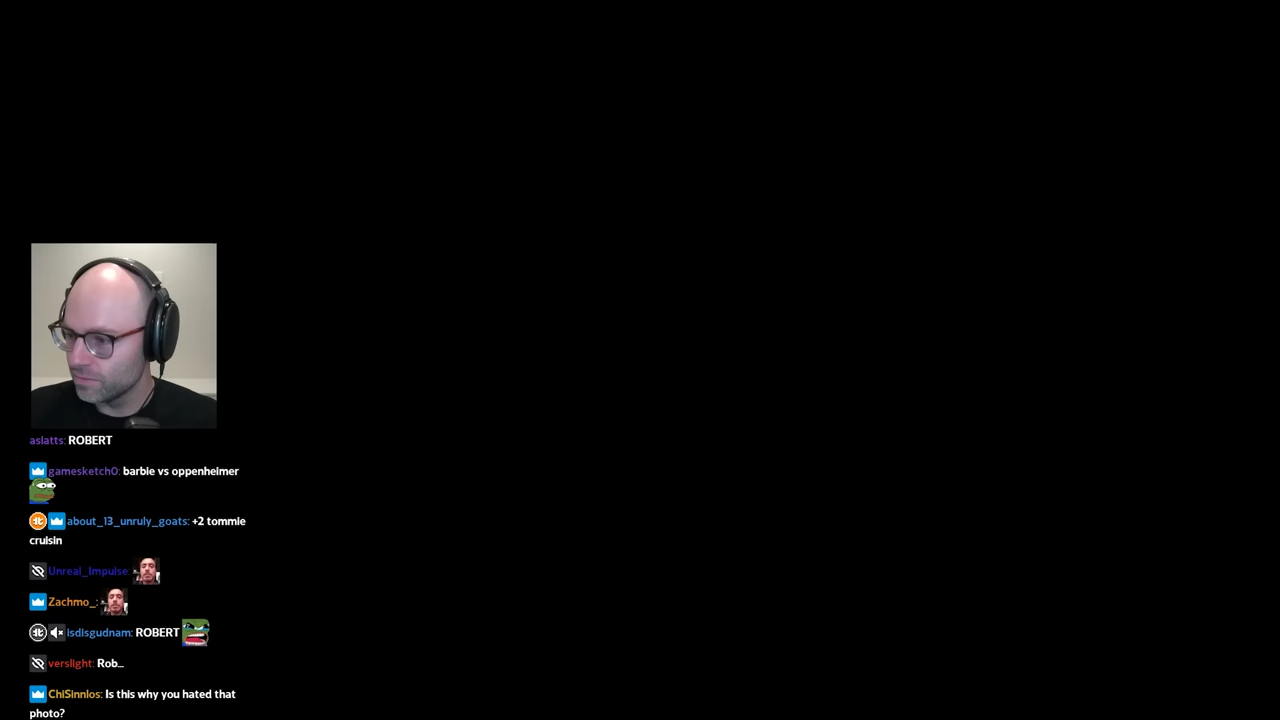 aslatts: ROBERT
gamesketch0: barbie vs oppenheimer
about_13_unruly_goats: +2 tommie
cruisin
Unreal_Impulse:
Zachmo_:
isdisgudnam: ROBERT
verslight: Rob...
ChiSinnlos: Is this why you hated that
photo?